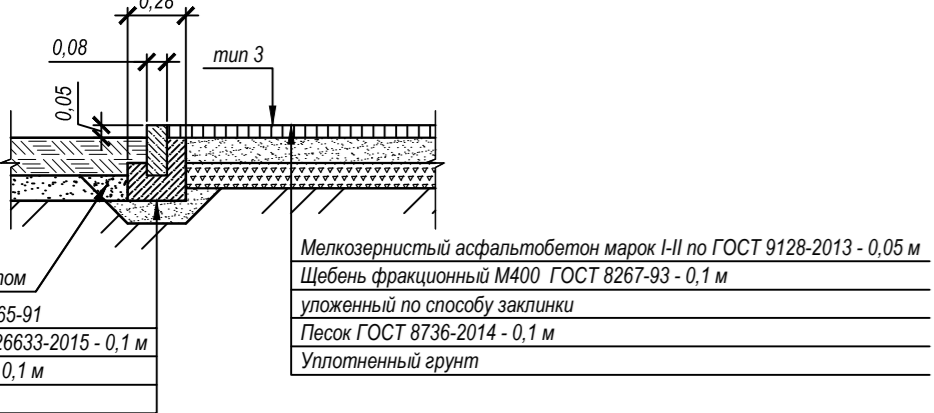 0,28
0,08
тип 3
0,05
Мелкозернистый асфальтобетон марок I-II по ГОСТ 9128-2013 - 0,05 м
Щебень фракционный М400 ГОСТ 8267-93 - 0,1 м
уложенный по способу заклинки
Песок ГОСТ 8736-2014 - 0,1 м
Уплотненный грунт
том
65-91
26633-2015 - 0,1 м
0,1 м